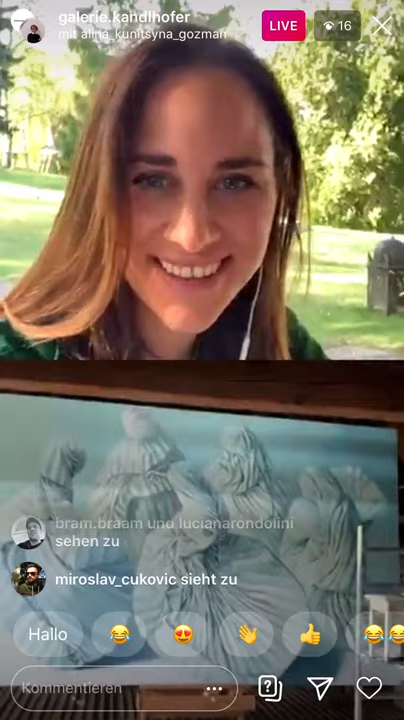 galerie.kandlhofer
mit alina_kunitsyna_gozman
LIVE
16
bram.braam und lucianarondolini
sehen zu
miroslav_cukovic sieht zu
Hallo
Kommentieren